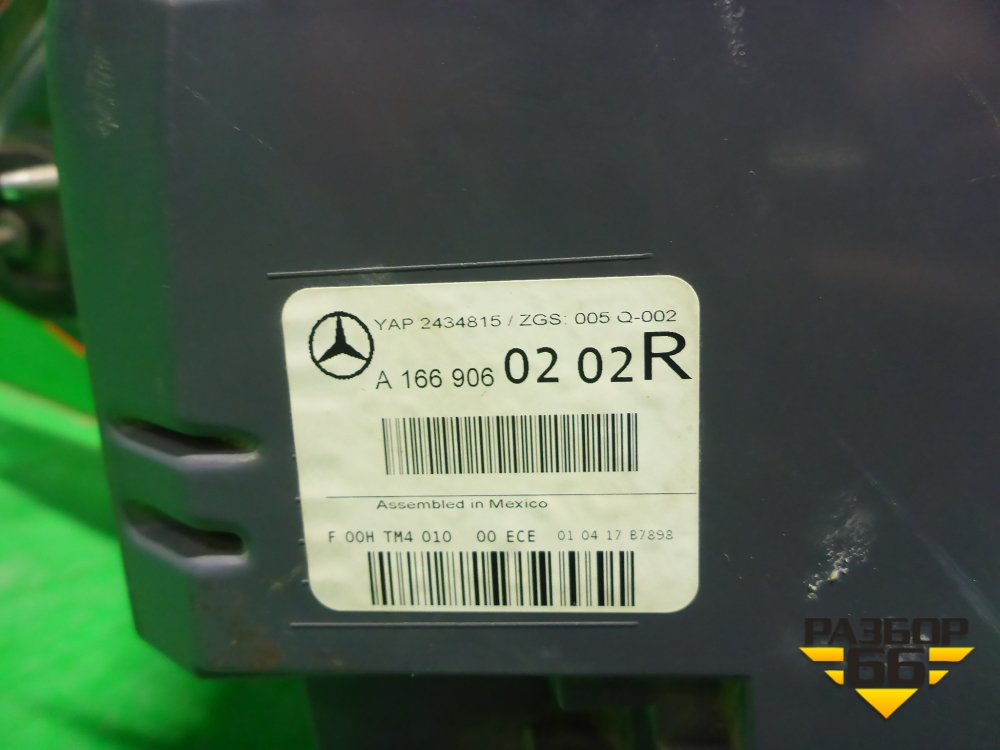 YAP 2434815 / ZGS: 005 Q-002
A 166 906 02 02 R
Assembled in Mexico
F 00H TM4 010 00 ECE 01 04 17 B7898
РАЗБОР
66